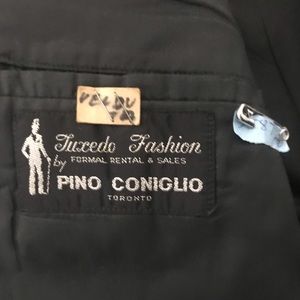 Tuxedo Fashion
by FORMAL RENTAL & SALES
PINO CONIGLIO
TORONTO